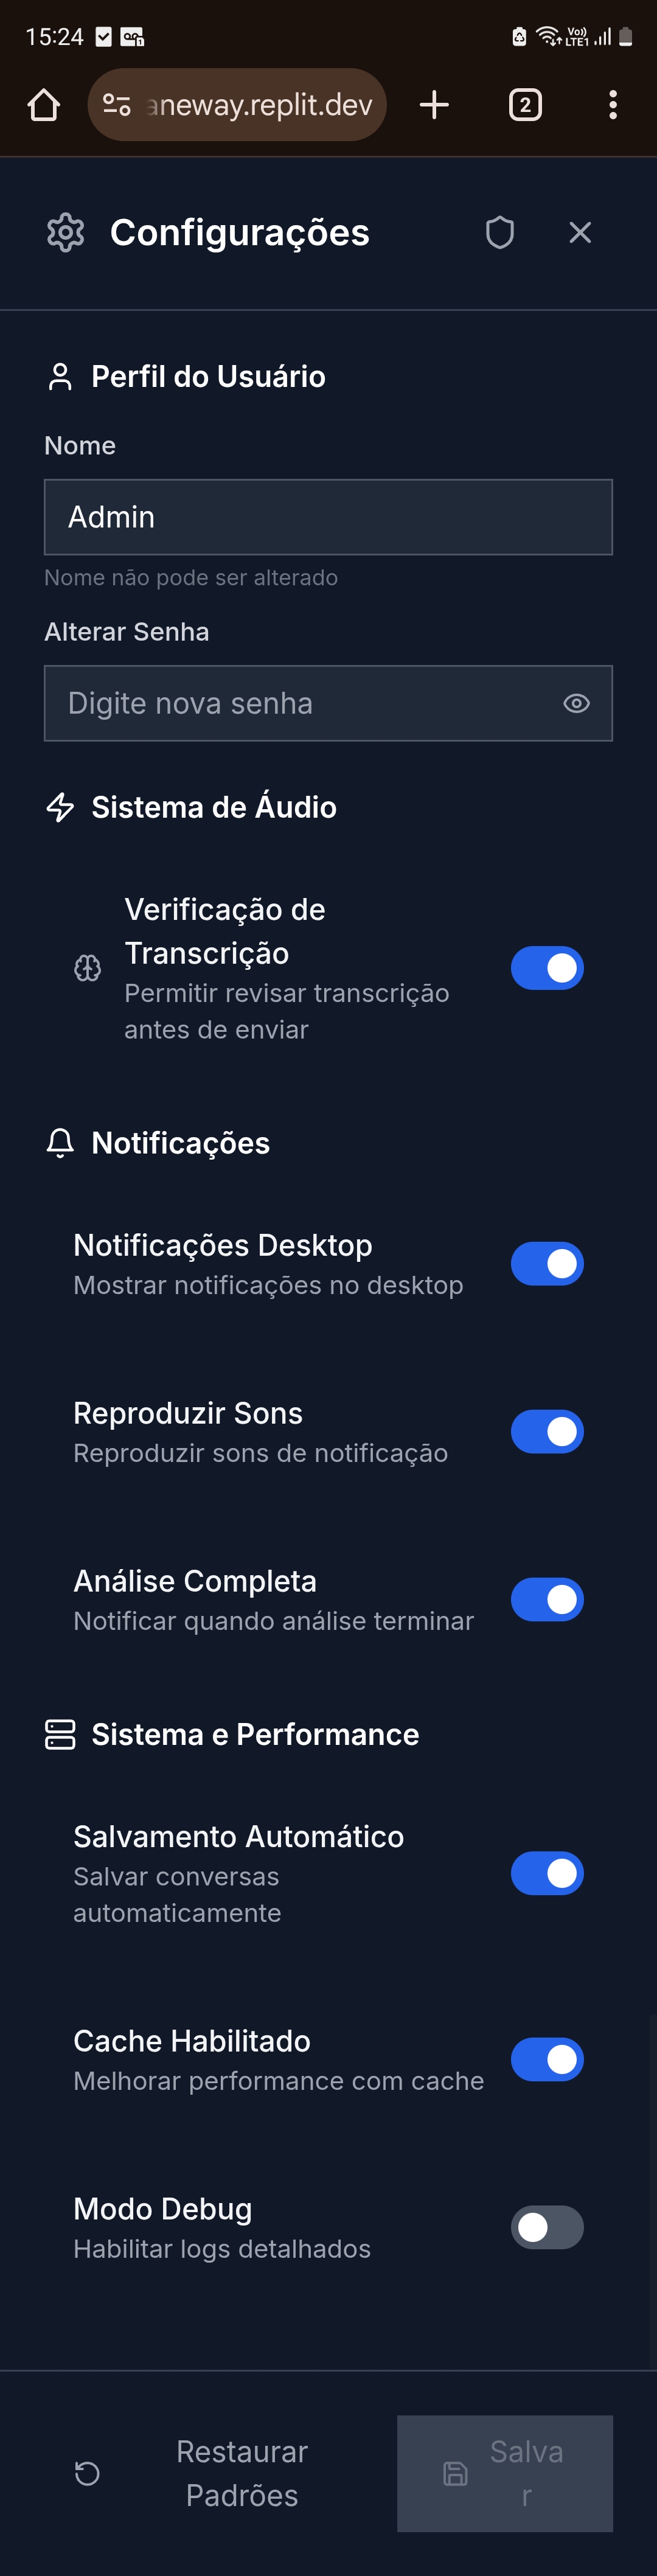 15:24
Vo))
LTE1
aneway.replit.dev
2
Configurações
Perfil do Usuário
Nome
Admin
Nome não pode ser alterado
Alterar Senha
Digite nova senha
Sistema de Áudio
Verificação de
Transcrição
Permitir revisar transcrição
antes de enviar
Notificações
Notificações Desktop
Mostrar notificações no desktop
Reproduzir Sons
Reproduzir sons de notificação
Análise Completa
Notificar quando análise terminar
Sistema e Performance
Salvamento Automático
Salvar conversas
automaticamente
Cache Habilitado
Melhorar performance com cache
Modo Debug
Habilitar logs detalhados
Restaurar
Padrões
Salva
r